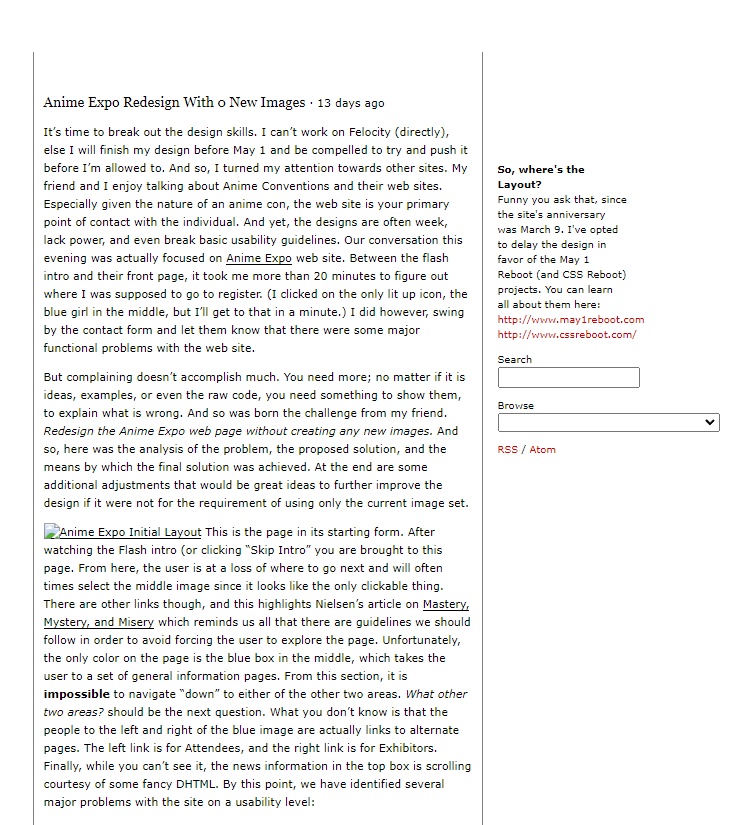 Anime Expo Redesign With 0 New Images · 13 days ago
It’s time to break out the design skills. I can’t work on Felocity (directly),
else I will finish my design before May 1 and be compelled to try and push it
before I’m allowed to. And so, I turned my attention towards other sites. My
friend and I enjoy talking about Anime Conventions and their web sites.
Especially given the nature of an anime con, the web site is your primary
point of contact with the individual. And yet, the designs are often week,
lack power, and even break basic usability guidelines. Our conversation this
evening was actually focused on Anime Expo web site. Between the flash
intro and their front page, it took me more than 20 minutes to figure out
where I was supposed to go to register. (I clicked on the only lit up icon, the
blue girl in the middle, but I’ll get to that in a minute.) I did however, swing
by the contact form and let them know that there were some major
functional problems with the web site.
But complaining doesn’t accomplish much. You need more; no matter if it is
ideas, examples, or even the raw code, you need something to show them,
to explain what is wrong. And so was born the challenge from my friend.
Redesign the Anime Expo web page without creating any new images. And
so, here was the analysis of the problem, the proposed solution, and the
means by which the final solution was achieved. At the end are some
additional adjustments that would be great ideas to further improve the
design if it were not for the requirement of using only the current image set.
Anime Expo Initial Layout This is the page in its starting form. After
watching the Flash intro (or clicking “Skip Intro” you are brought to this
page. From here, the user is at a loss of where to go next and will often
times select the middle image since it looks like the only clickable thing.
There are other links though, and this highlights Nielsen’s article on Mastery,
Mystery, and Misery which reminds us all that there are guidelines we should
follow in order to avoid forcing the user to explore the page. Unfortunately,
the only color on the page is the blue box in the middle, which takes the
user to a set of general information pages. From this section, it is
impossible to navigate “down” to either of the other two areas. What other
two areas? should be the next question. What you don’t know is that the
people to the left and right of the blue image are actually links to alternate
pages. The left link is for Attendees, and the right link is for Exhibitors.
Finally, while you can’t see it, the news information in the top box is scrolling
courtesy of some fancy DHTML. By this point, we have identified several
major problems with the site on a usability level:
So, where's the
Layout?
Funny you ask that, since
the site's anniversary
was March 9. I've opted
to delay the design in
favor of the May 1
Reboot (and CSS Reboot)
projects. You can learn
all about them here:
http://www.may1reboot.com
http://www.cssreboot.com/
Search
Browse
RSS / Atom